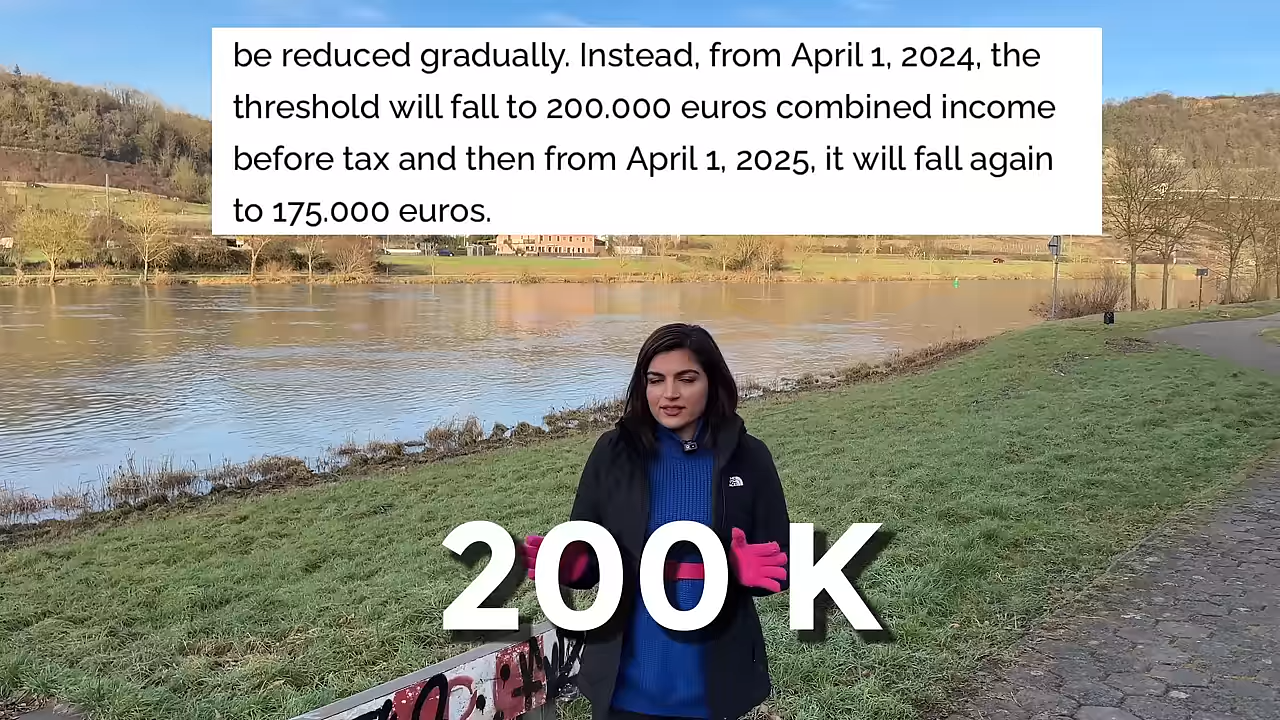 be reduced gradually. Instead, from April 1, 2024, the
threshold will fall to 200.000 euros combined income
before tax and then from April 1, 2025, it will fall again
to 175.000 euros.
200 K